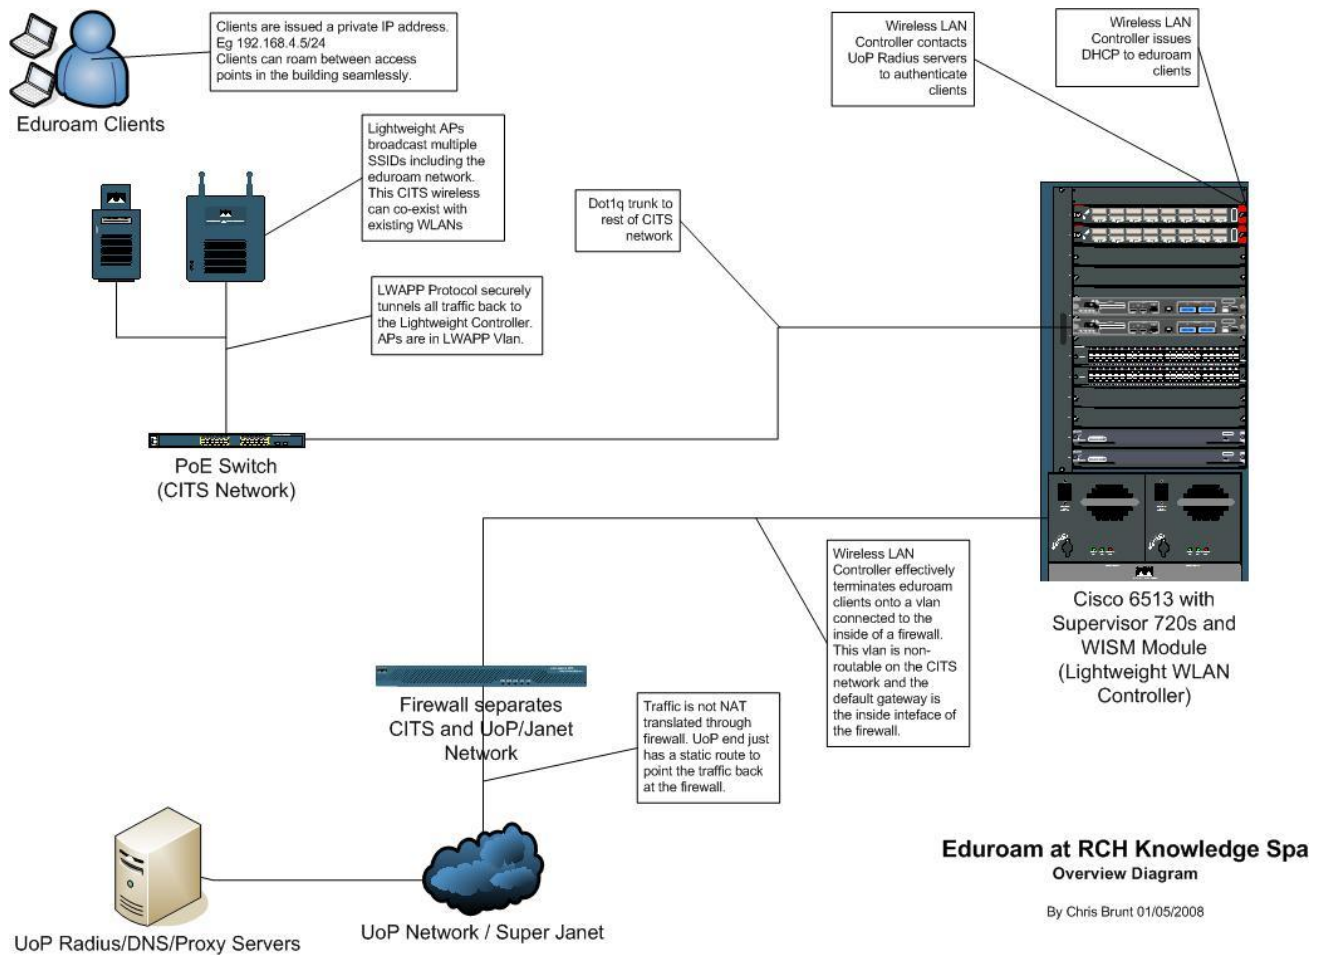 Clients are issued a private IP address.
Eg 192.168.4.5/24
Clients can roam between access
points in the building seamlessly.
Eduroam Clients
Wireless LAN
Controller contacts
UoP Radius servers
to authenticate
clients
Wireless LAN
Controller issues
DHCP to eduroam
clients
Lightweight APs
broadcast multiple
SSIDs including the
eduroam network.
This CITS wireless
can co-exist with
existing WLANs
Dot1q trunk to
rest of CITS
network
LWAPP Protocol securely
tunnels all traffic back to
the Lightweight Controller.
APs are in LWAPP Vlan.
PoE Switch
(CITS Network)
Wireless LAN
Controller effectively
terminates eduroam
clients onto a vlan
connected to the
inside of a firewall.
This vlan is non-
routable on the CITS
network and the
default gateway is
the inside inteface of
the firewall.
Cisco 6513 with
Supervisor 720s and
WISM Module
(Lightweight WLAN
Controller)
Firewall separates
CITS and UoP/Janet
Network
Traffic is not NAT
translated through
firewall. UoP end just
has a static route to
point the traffic back
at the firewall.
Eduroam at RCH Knowledge Spa
Overview Diagram
By Chris Brunt 01/05/2008
UoP Network / Super Janet
UoP Radius/DNS/Proxy Servers